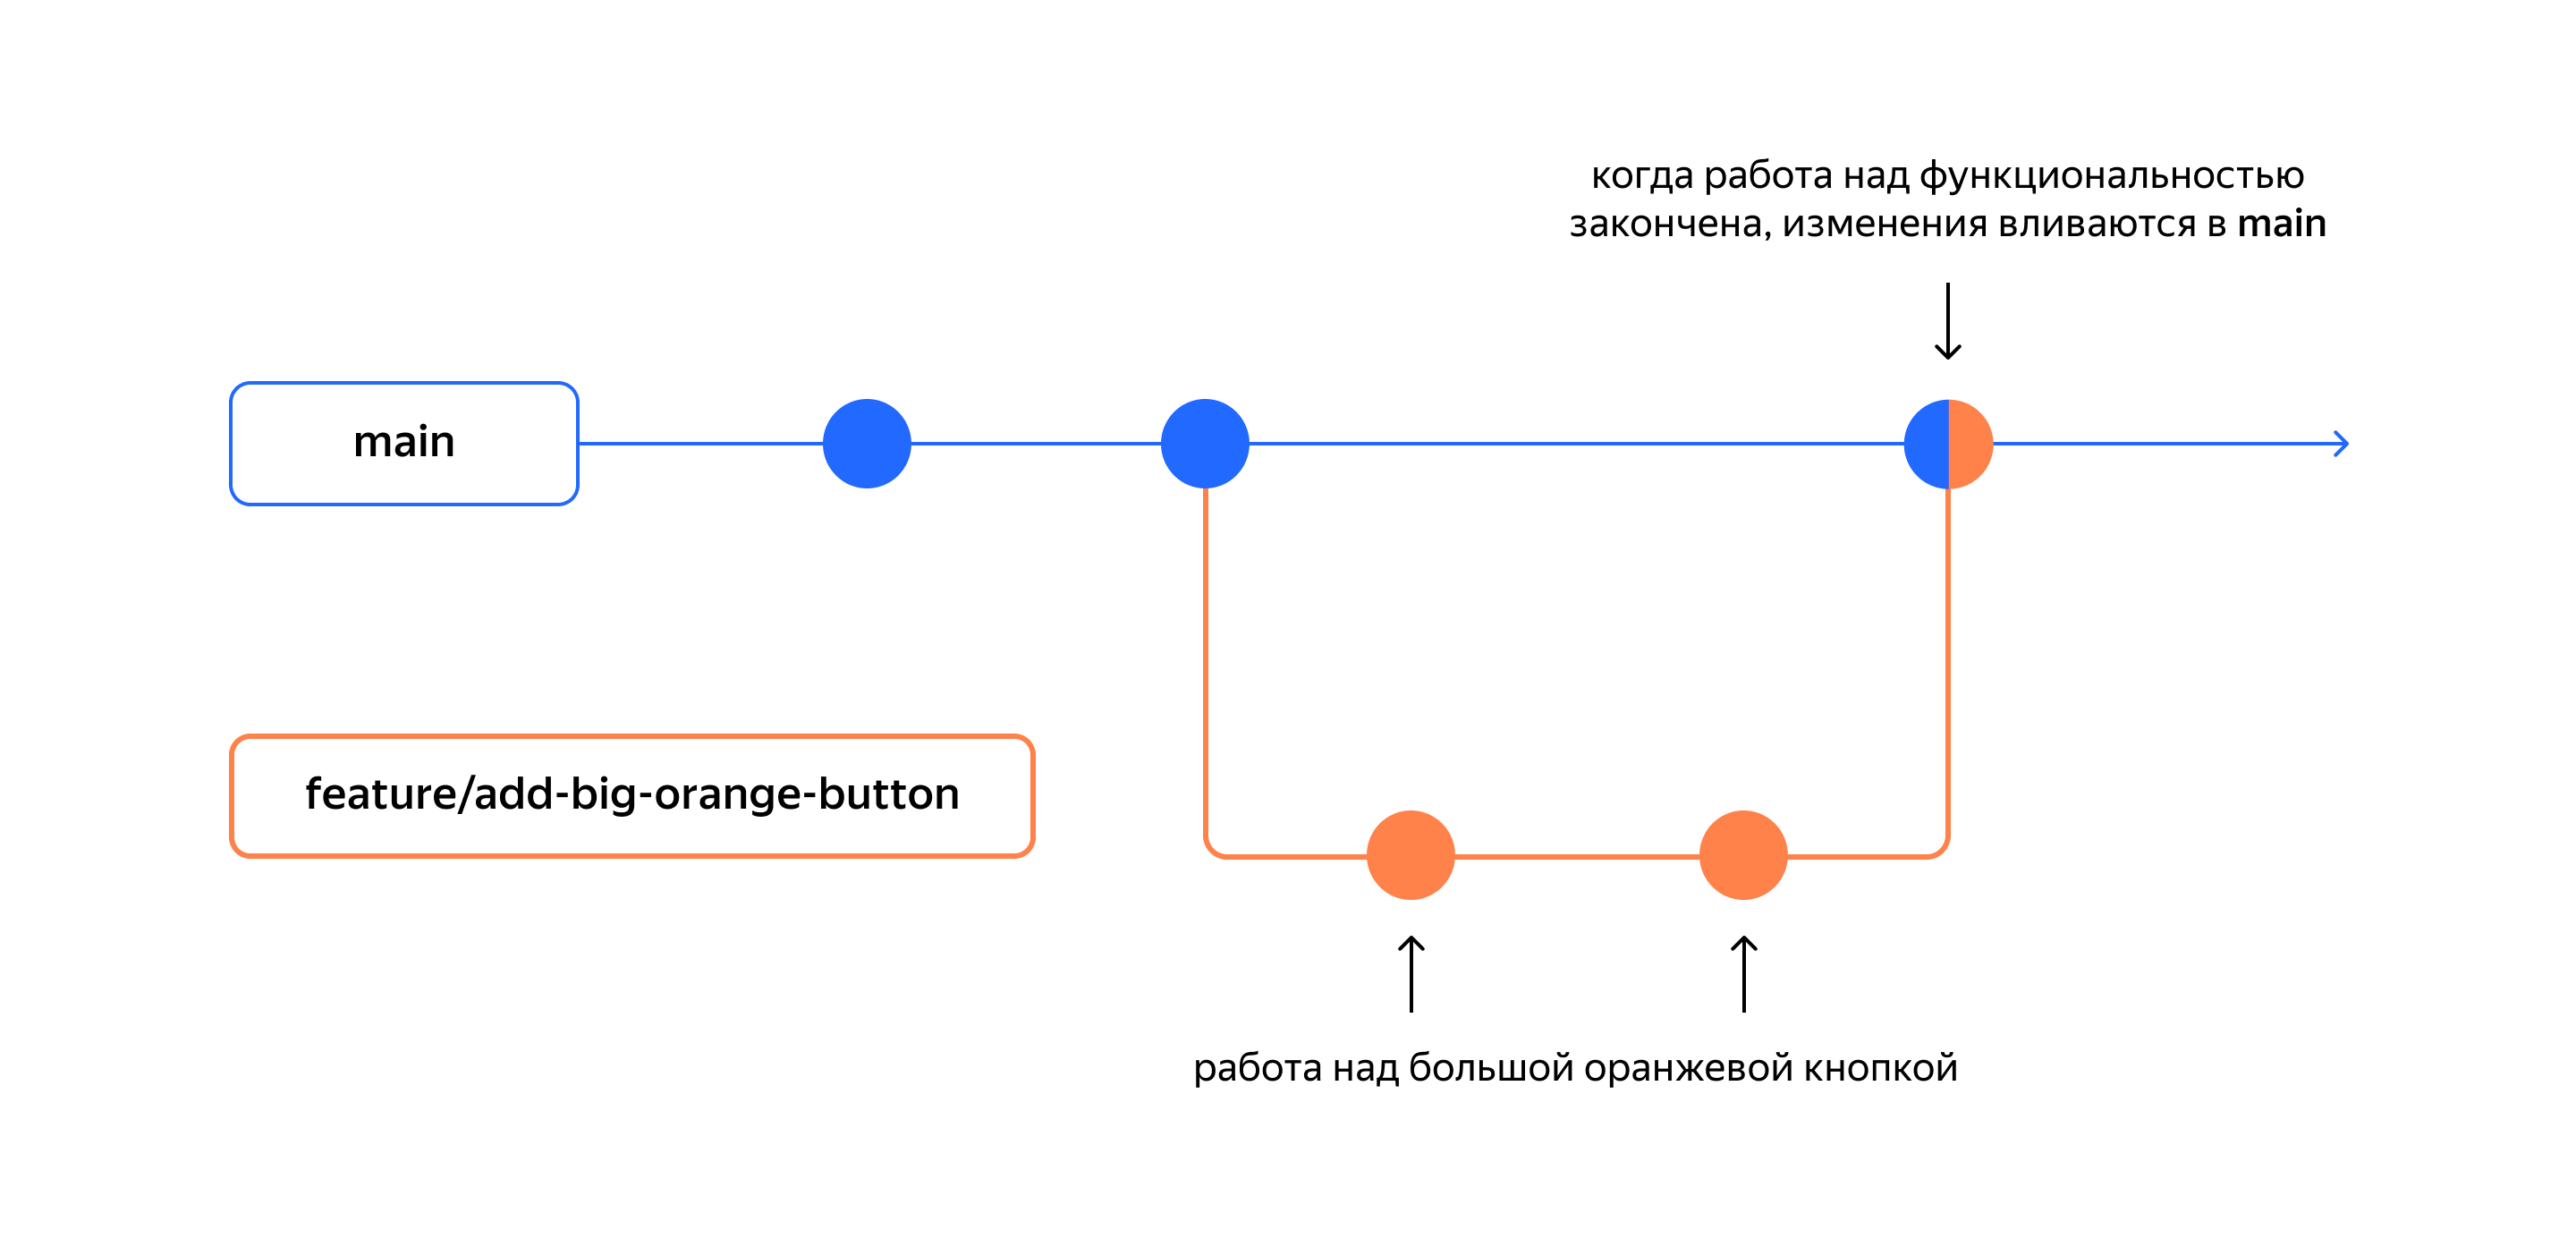 когда работа над функциональностью
закончена, изменения вливаются в main
main
feature/add-big-orange-button
работа над большой оранжевой кнопкой